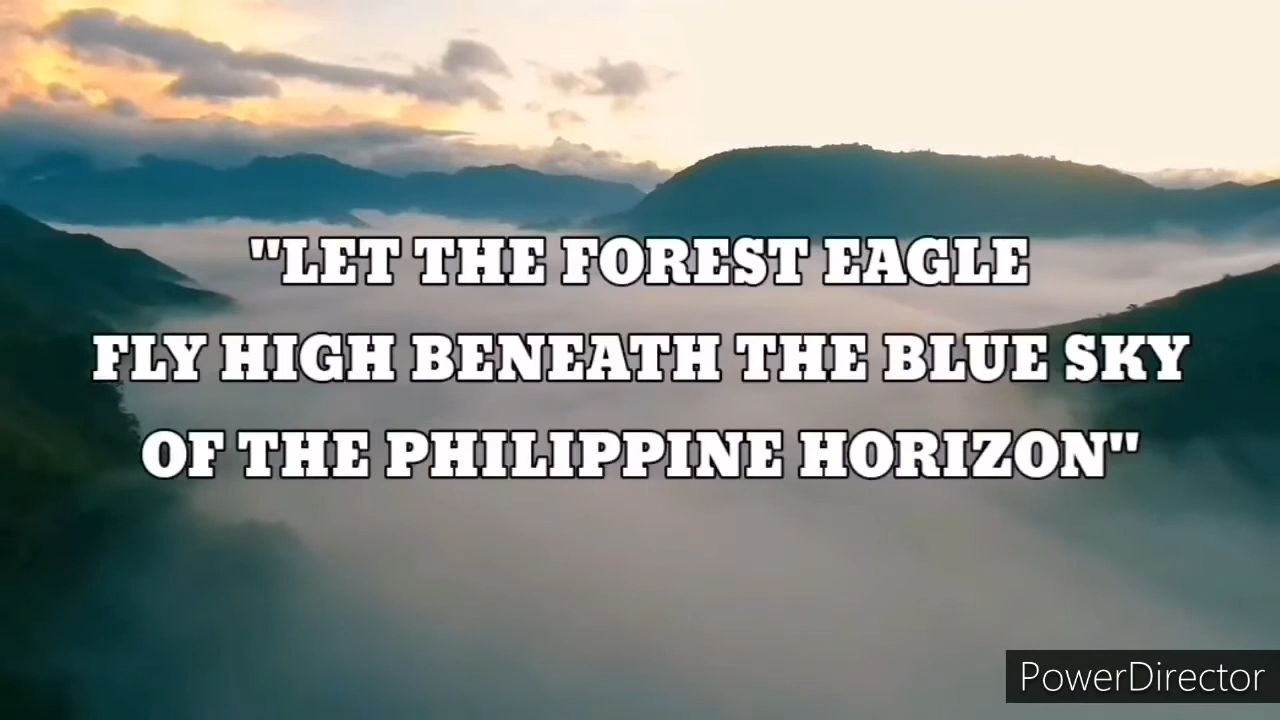 "LET THE FOREST EAGLE
FLY HIGH BENEATH THE BLUE SKY
OF THE PHILIPPINE HORIZON"
PowerDirector